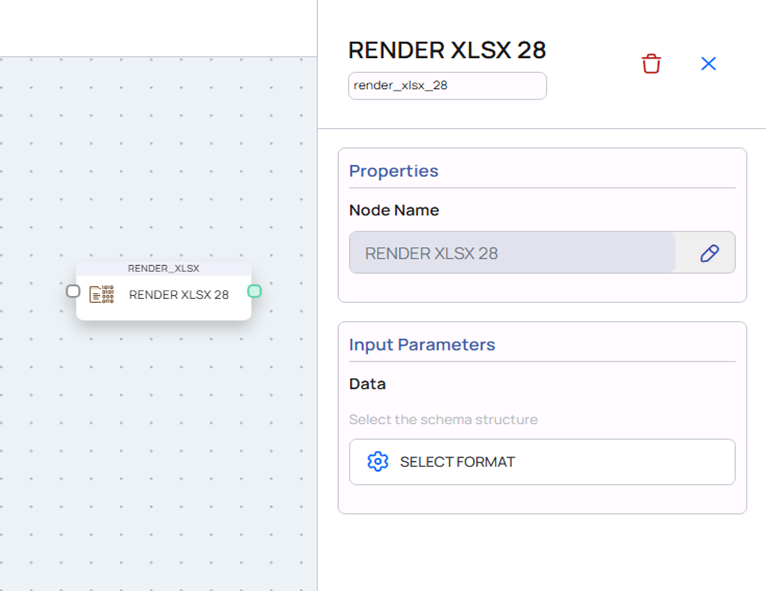 RENDER XLSX 28
render_xlsx_28
Properties
Node Name
RENDER XLSX 28
RENDER_XLSX
RENDER XLSX 28
Input Parameters
Data
Select the schema structure
SELECT FORMAT